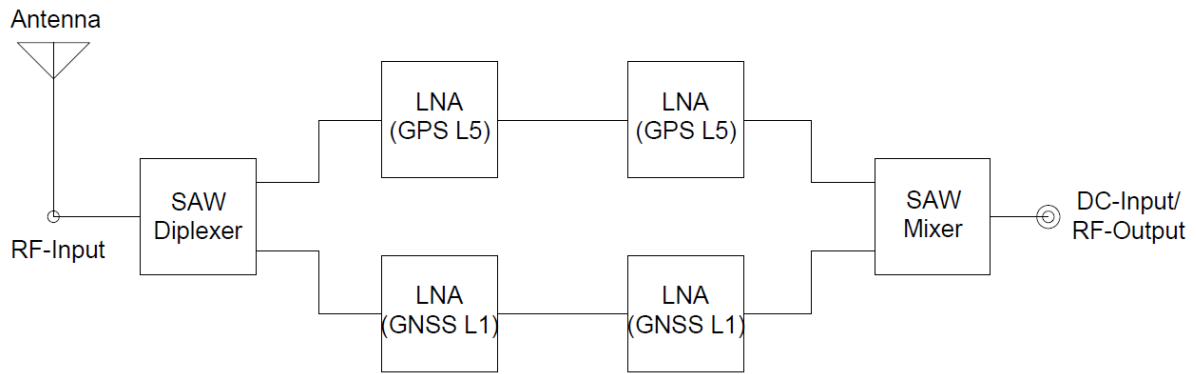 Antenna
RF-Input
SAW
Diplexer
LNA
(GPS L5)
LNA
(GPS L5)
LNA
(GNSS L1)
LNA
(GNSS L1)
SAW
Mixer
DC-Input/
RF-Output